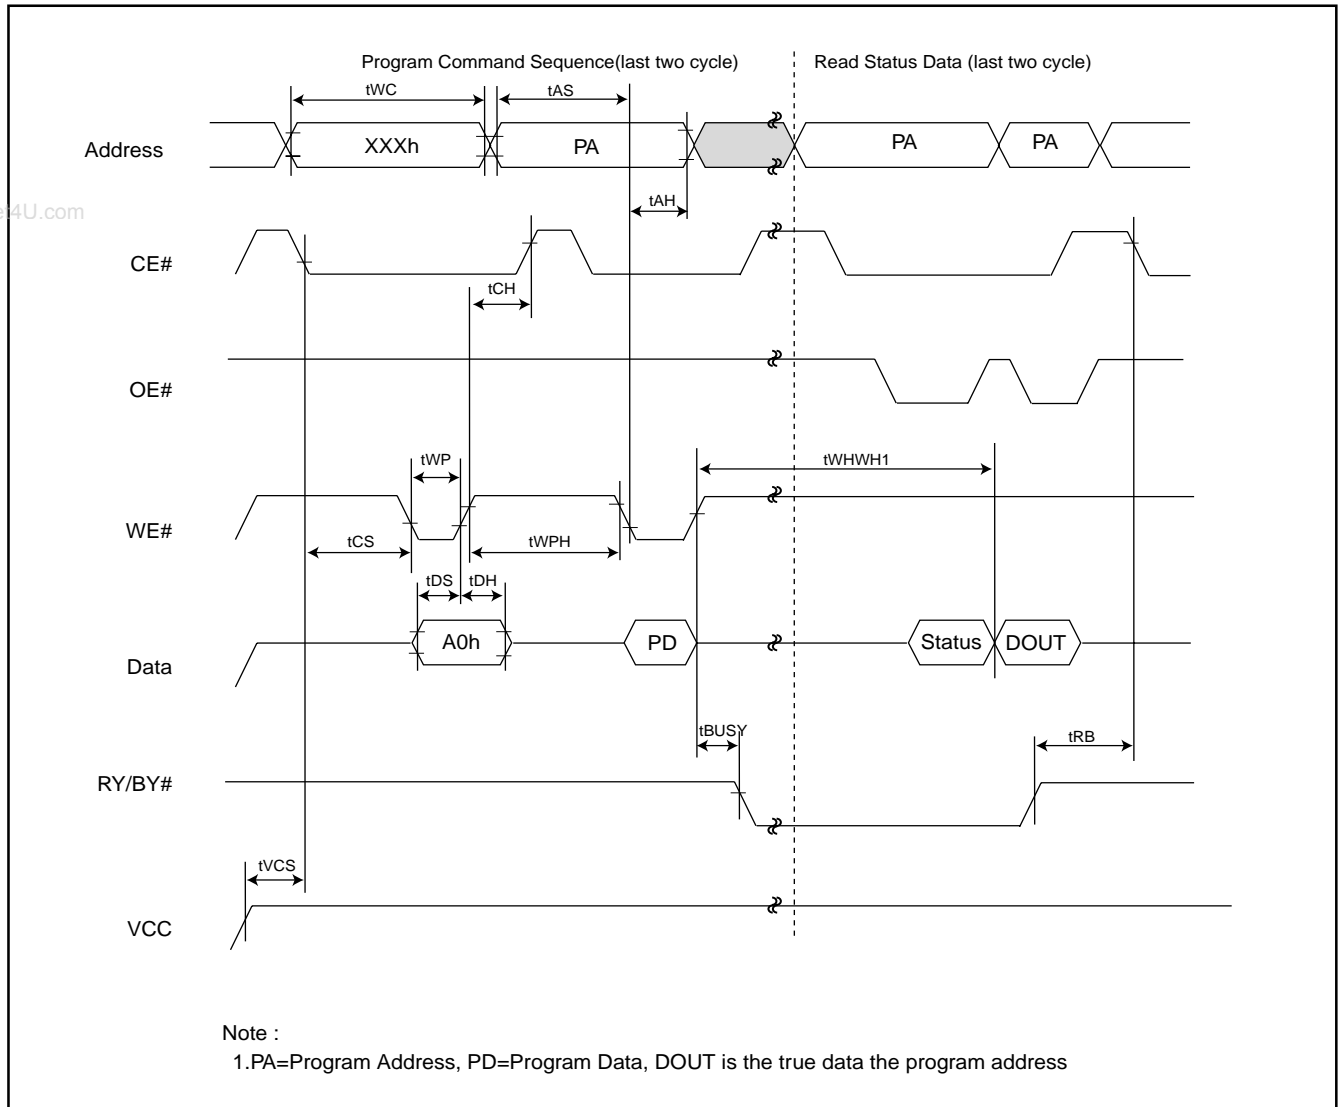 Program Command Sequence(last two cycle)
Read Status Data (last two cycle)
tWC
tAS
Address
XXXh
PA
PA
PA
tAH
et4U.com
CE#
tCH
OE#
tWP
tWHWH1
WE#
tCS
tWPH
tDS
tDH
A0h
PD
Status
DOUT
Data
tBUSY
tRB
RY/BY#
tVCS
VCC
Note :
1.PA=Program Address, PD=Program Data, DOUT is the true data the program address